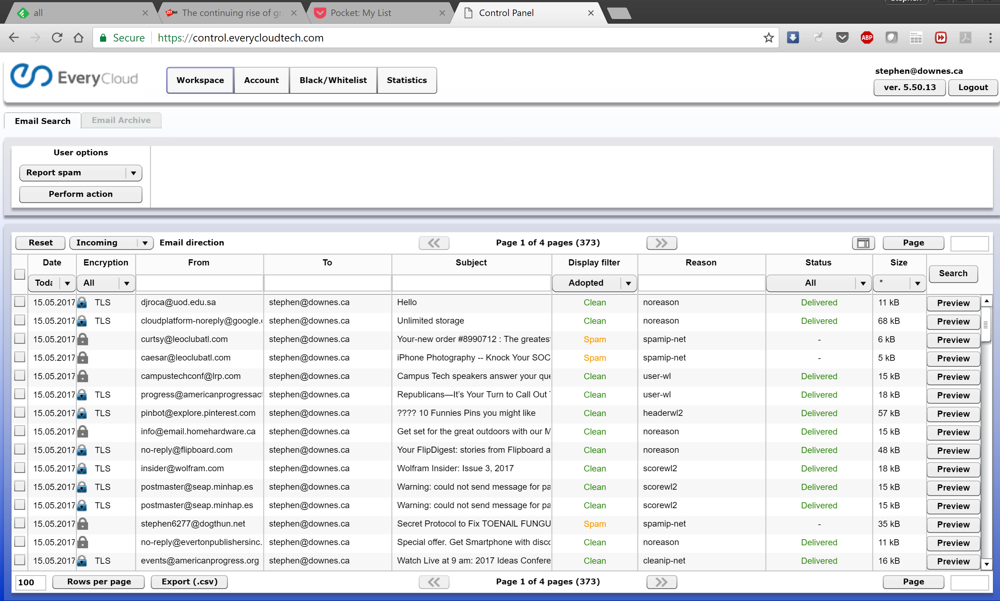 Stephen
all
ZDNet The continuing rise of gr
Pocket: My List
Control Panel
Secure https://control.everycloudtech.com
ABP
EveryCloud
Workspace Account Black/Whitelist Statistics
stephen@downes.ca
ver. 5.50.13 Logout
Email Search Email Archive
User options
Report spam
Perform action
Reset Incoming Email direction Page 1 of 4 pages (373) Page
Date Encryption From To Subject Display filter Reason Status Size
Toda All Adopted All * Search
15.05.2017 TLS djroca@uod.edu.sa stephen@downes.ca Hello Clean noreason Delivered 11 kB Preview
15.05.2017 TLS cloudplatform-noreply@google. stephen@downes.ca Unlimited storage Clean noreason Delivered 68 kB Preview
15.05.2017 curtsy@leoclubatl.com stephen@downes.ca Your-new order #8990712 : The greatest Spam spamip-net - 6 kB Preview
15.05.2017 caesar@leoclubatl.com stephen@downes.ca iPhone Photography -- Knock Your SOC Spam spamip-net - 5 kB Preview
15.05.2017 campustechconf@lrp.com stephen@downes.ca Campus Tech speakers answer your que Clean user-wl Delivered 15 kB Preview
15.05.2017 TLS progress@americanprogressact stephen@downes.ca Republicans—It’s Your Turn to Call Out Clean user-wl Delivered 18 kB Preview
15.05.2017 TLS pinbot@explore.pinterest.com stephen@downes.ca ???? 10 Funnies Pins you might like Clean headerwl2 Delivered 57 kB Preview
15.05.2017 info@email.homehardware.ca stephen@downes.ca Get set for the great outdoors with our M Clean noreason Delivered 15 kB Preview
15.05.2017 TLS no-reply@flipboard.com stephen@downes.ca Your FlipDigest: stories from Flipboard a Clean noreason Delivered 48 kB Preview
15.05.2017 TLS insider@wolfram.com stephen@downes.ca Wolfram Insider: Issue 3, 2017 Clean scorewl2 Delivered 18 kB Preview
15.05.2017 TLS postmaster@seap.minhap.es stephen@downes.ca Warning: could not send message for pa Clean scorewl2 Delivered 15 kB Preview
15.05.2017 TLS postmaster@seap.minhap.es stephen@downes.ca Warning: could not send message for pa Clean scorewl2 Delivered 15 kB Preview
15.05.2017 stephen6277@dogthun.net stephen@downes.ca Secret Protocol to Fix TOENAIL FUNGU Spam spamip-net - 35 kB Preview
15.05.2017 no-reply@evertonpublishersinc. stephen@downes.ca Special offer. Get Smartphone with disco Clean noreason Delivered 11 kB Preview
15.05.2017 TLS events@americanprogress.org stephen@downes.ca Watch Live at 9 am: 2017 Ideas Confere Clean cleanip-net Delivered 16 kB Preview
100 Rows per page Export (.csv) Page 1 of 4 pages (373) Page